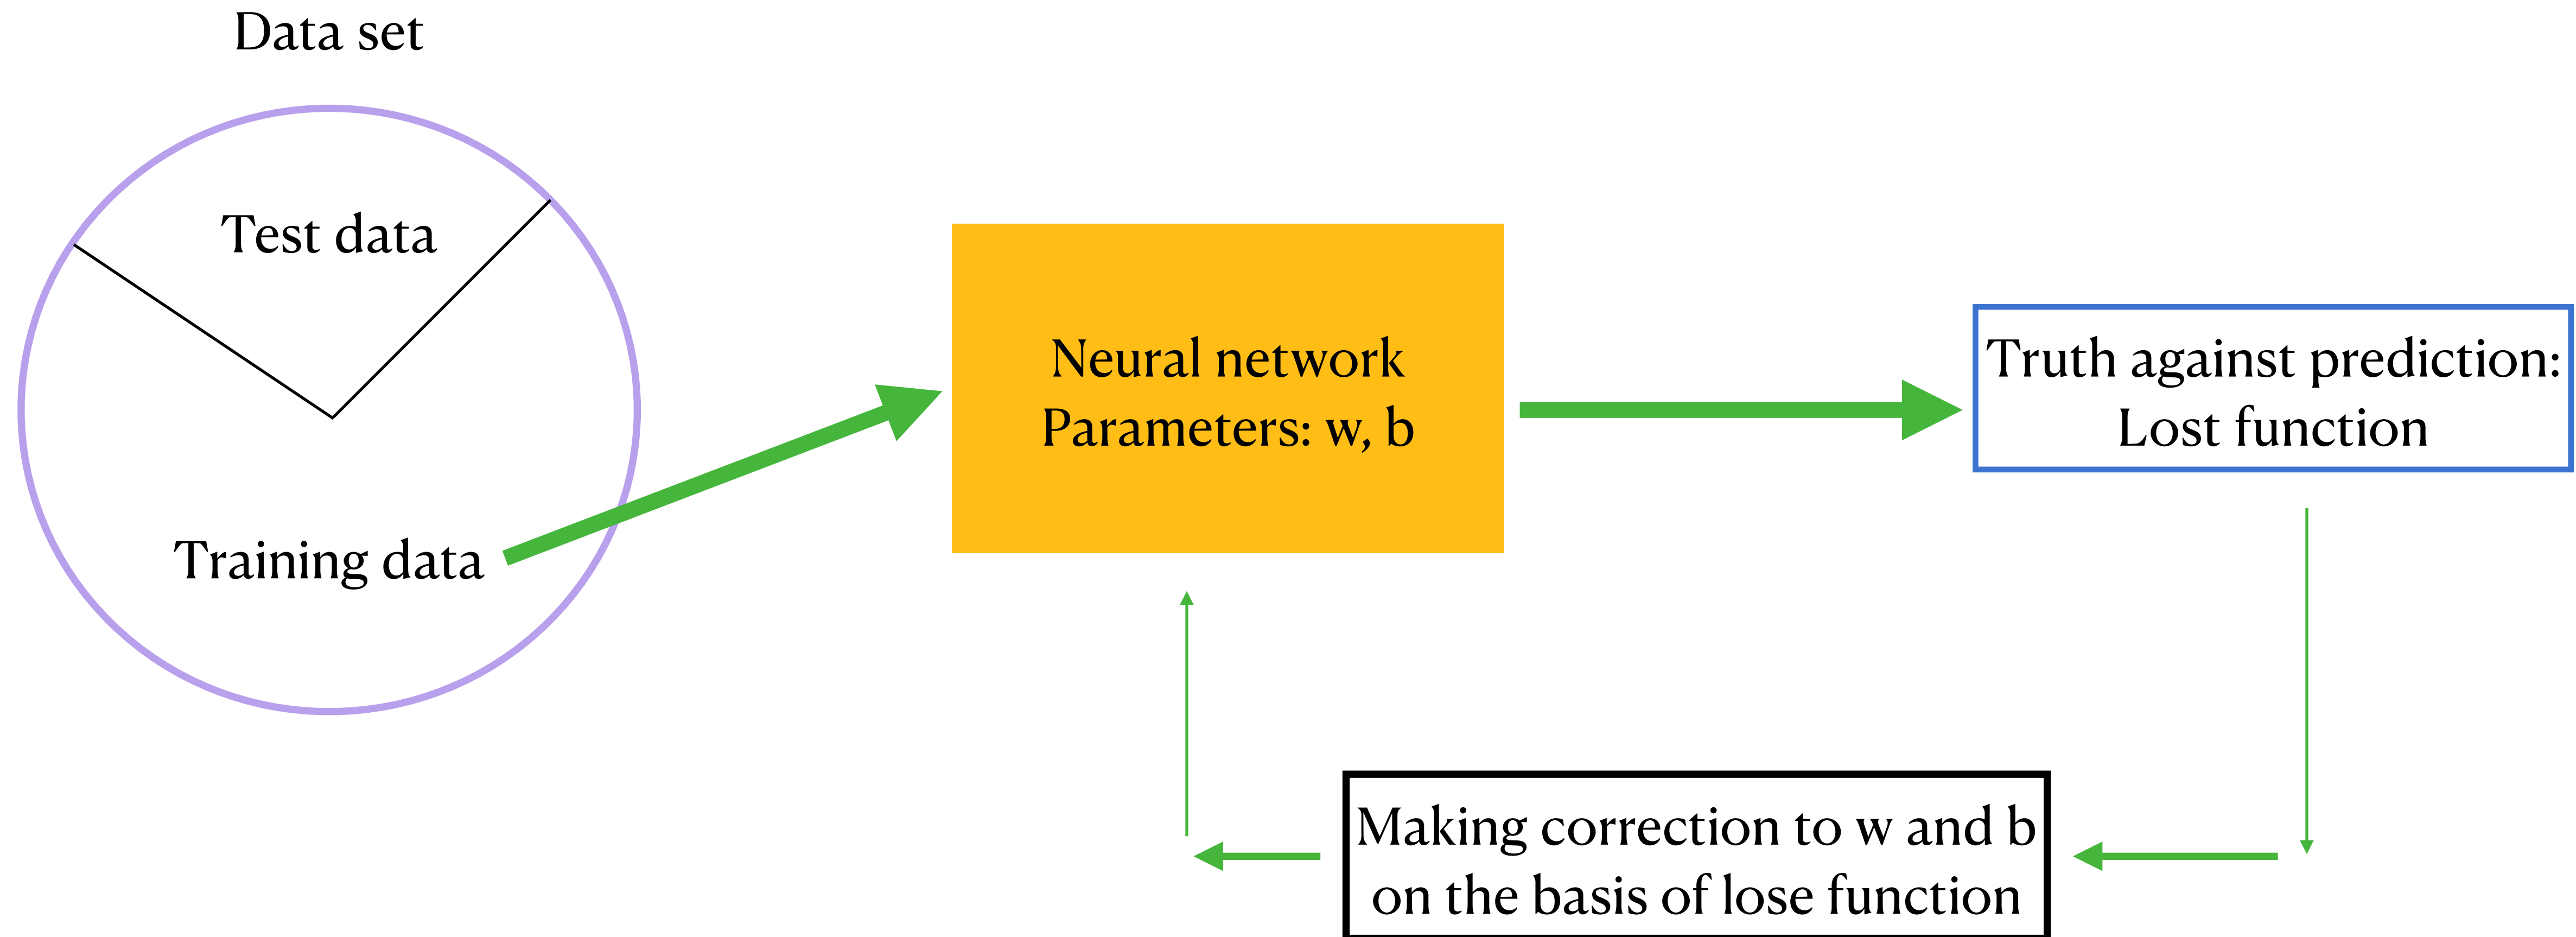 Data set
Test data
Training data
Neural network
Parameters: w, b
Truth against prediction:
Lost function
Making correction to w and b
on the basis of lose function